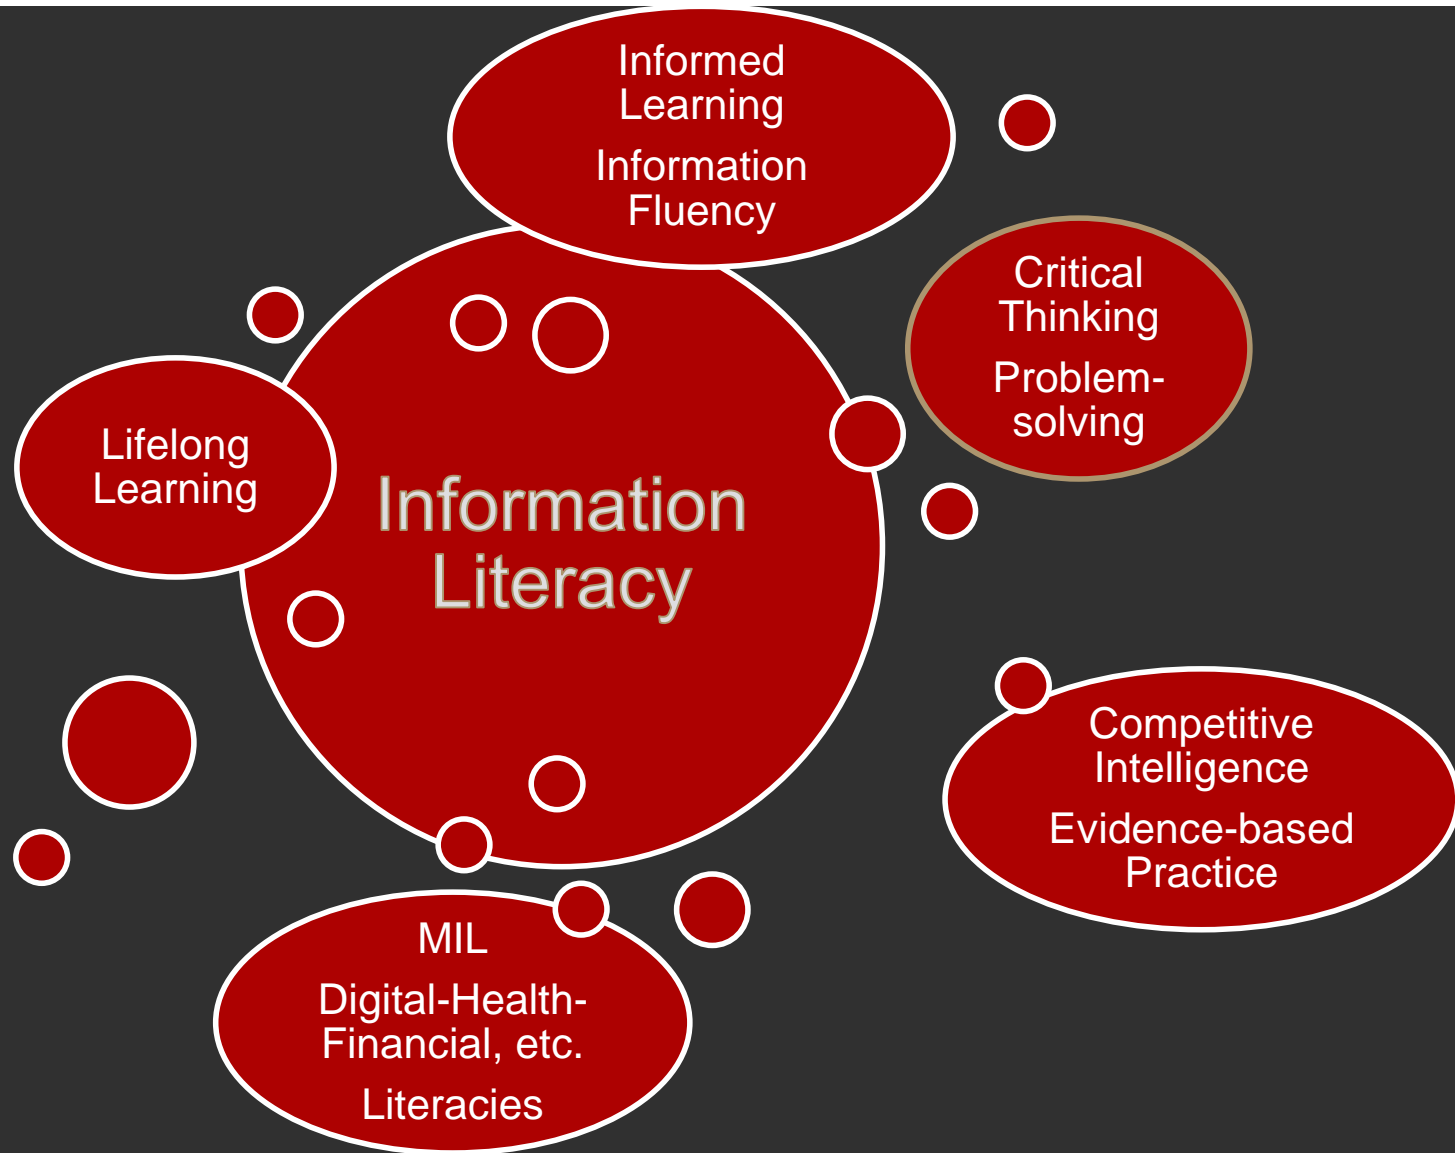 Informed
Learning
Information
Fluency
Critical
Thinking
Problem-
solving
Lifelong
Learning
Information
Literacy
Competitive
Intelligence
Evidence-based
Practice
MIL
Digital-Health-
Financial, etc.
Literacies